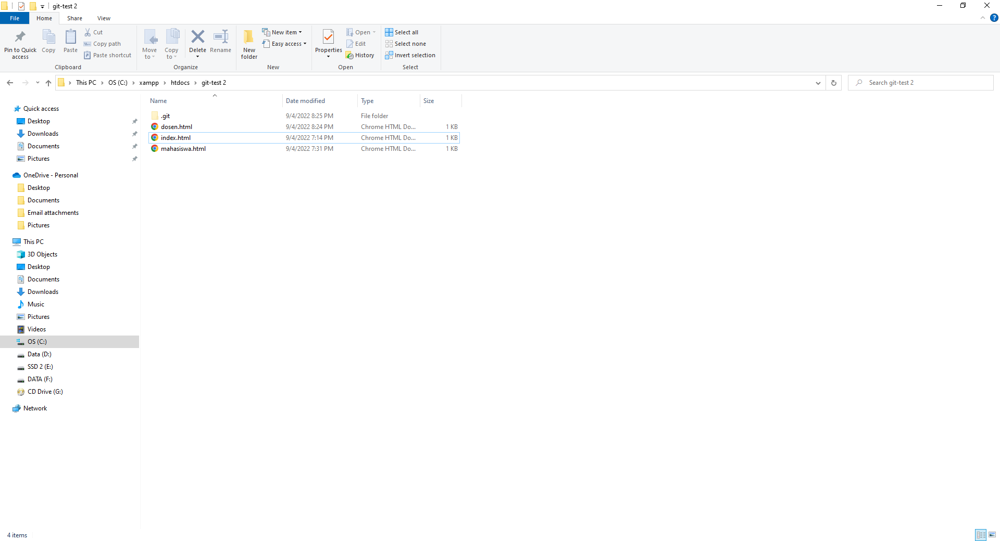 git-test 2
File
Home
Share
View
Pin to Quick access
Copy
Paste
Cut
Copy path
Paste shortcut
Clipboard
Move to
Copy to
Delete
Rename
Organize
New folder
New item
Easy access
New
Properties
Open
Edit
History
Open
Select all
Select none
Invert selection
Select
This PC > OS (C:) > xampp > htdocs > git-test 2
Search git-test 2
Quick access
Desktop
Downloads
Documents
Pictures
OneDrive - Personal
Desktop
Documents
Email attachments
Pictures
This PC
3D Objects
Desktop
Documents
Downloads
Music
Pictures
Videos
OS (C:)
Data (D:)
SSD 2 (E:)
DATA (F:)
CD Drive (G:)
Network
Name Date modified Type Size
.git 9/4/2022 8:25 PM File folder
dosen.html 9/4/2022 8:24 PM Chrome HTML Do... 1 KB
index.html 9/4/2022 7:14 PM Chrome HTML Do... 1 KB
mahasiswa.html 9/4/2022 7:31 PM Chrome HTML Do... 1 KB
4 items